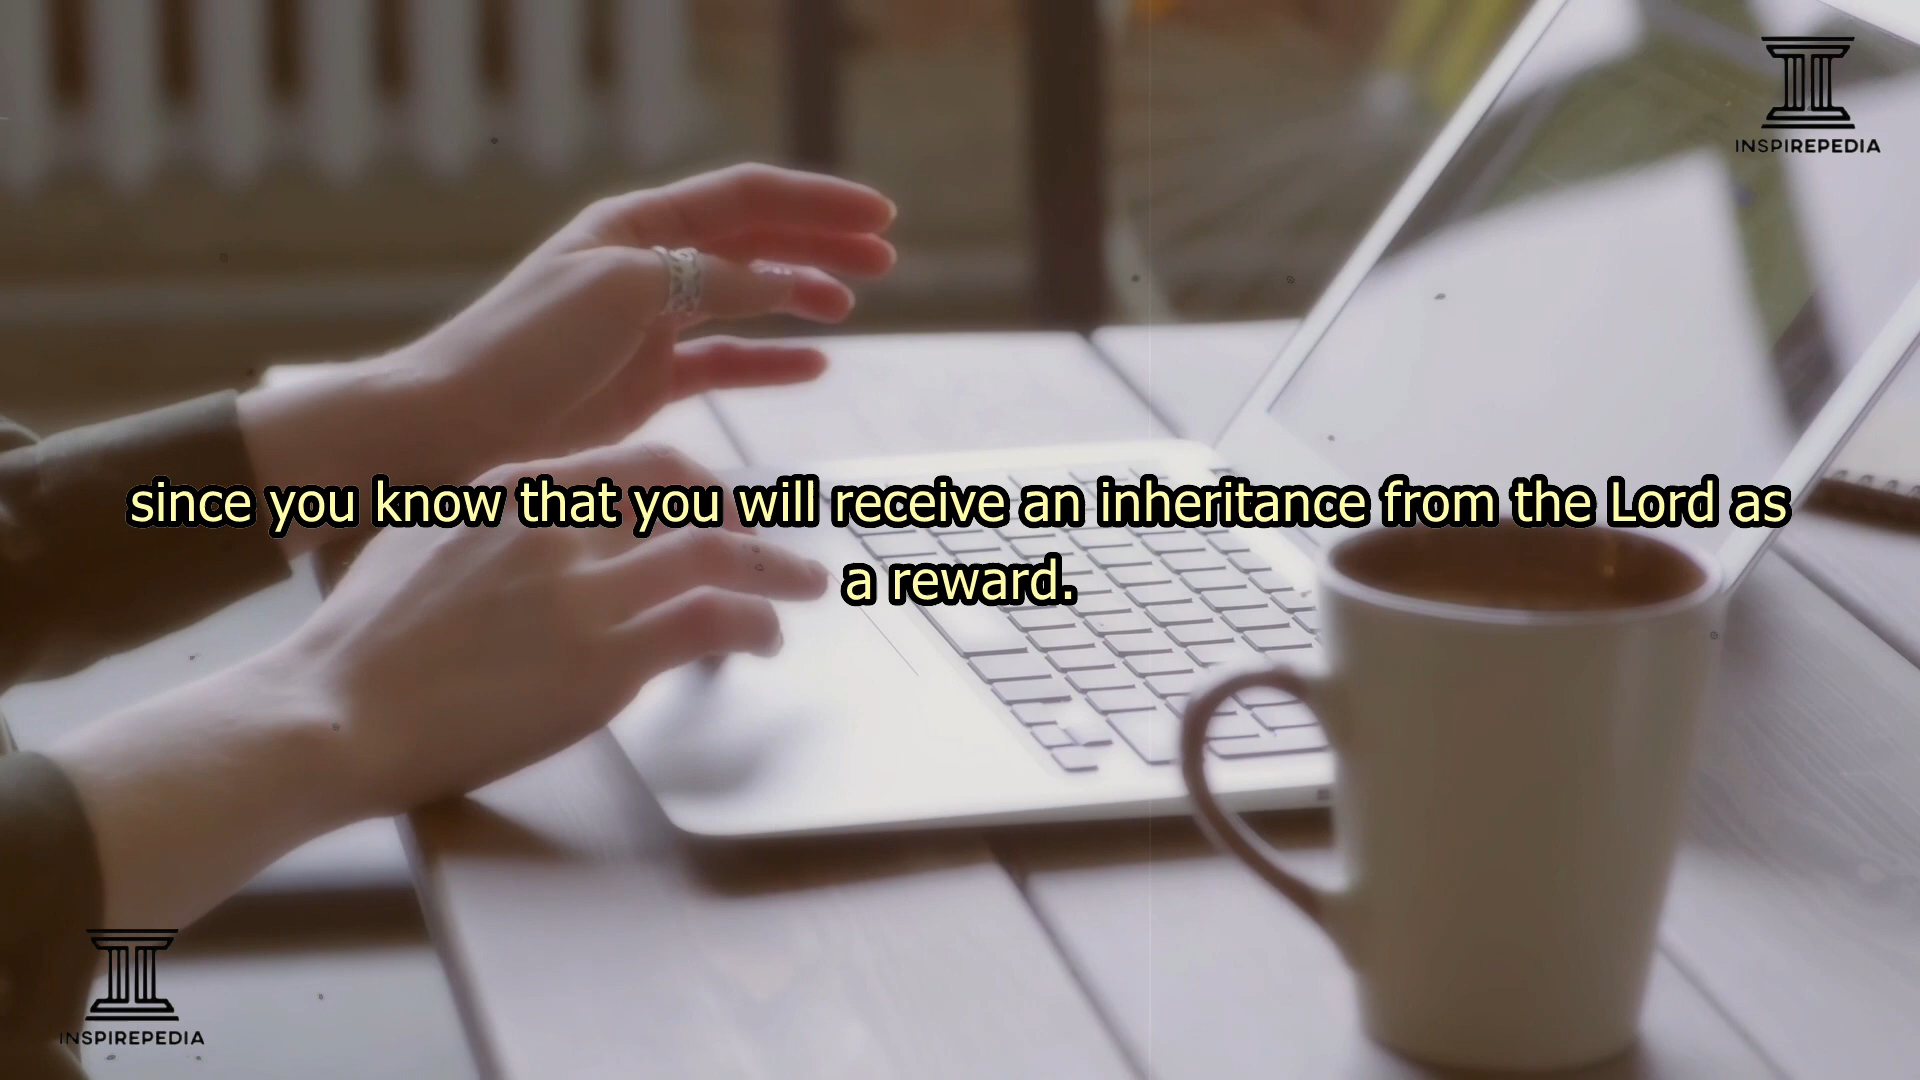 INSPIREPEDIA
since you know that you will receive an inheritance from the Lord as
a reward.
INSPIREPEDIA